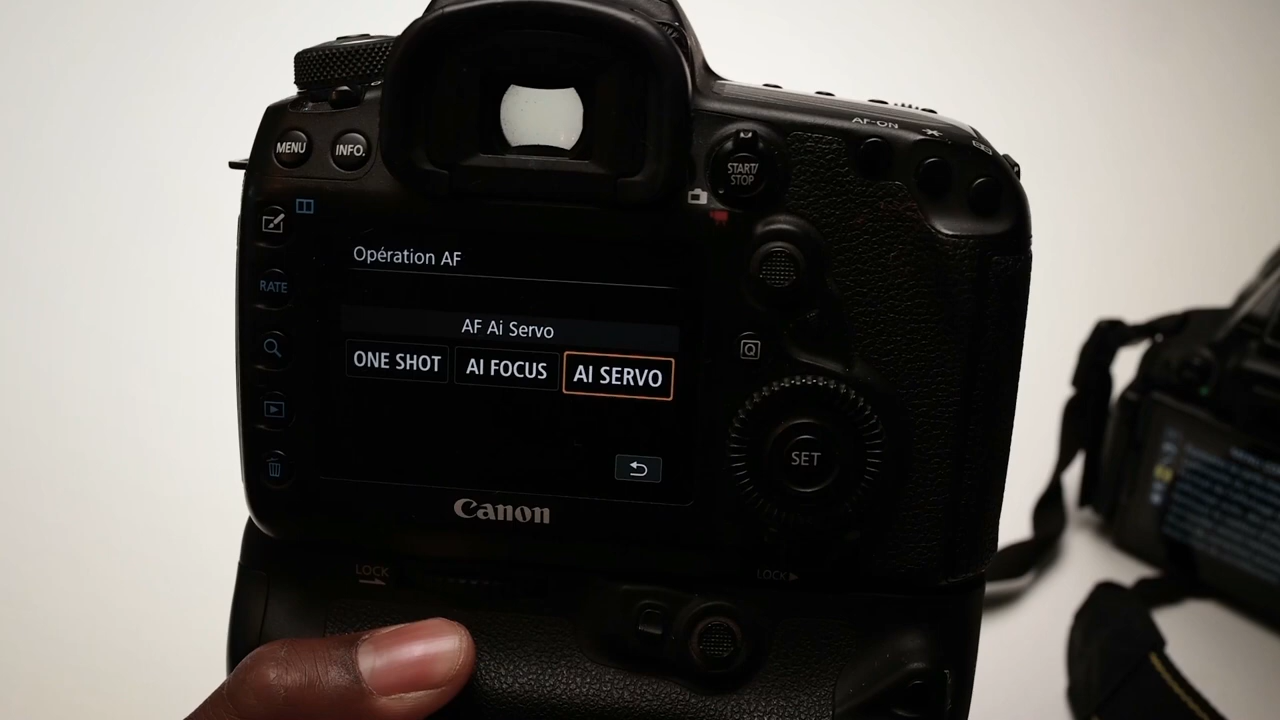 AF-ON
MENU
INFO.
START/
STOP
RATE
Opération AF
AF Ai Servo
ONE SHOT
AI FOCUS
AI SERVO
Q
SET
Canon
LOCK
LOCK